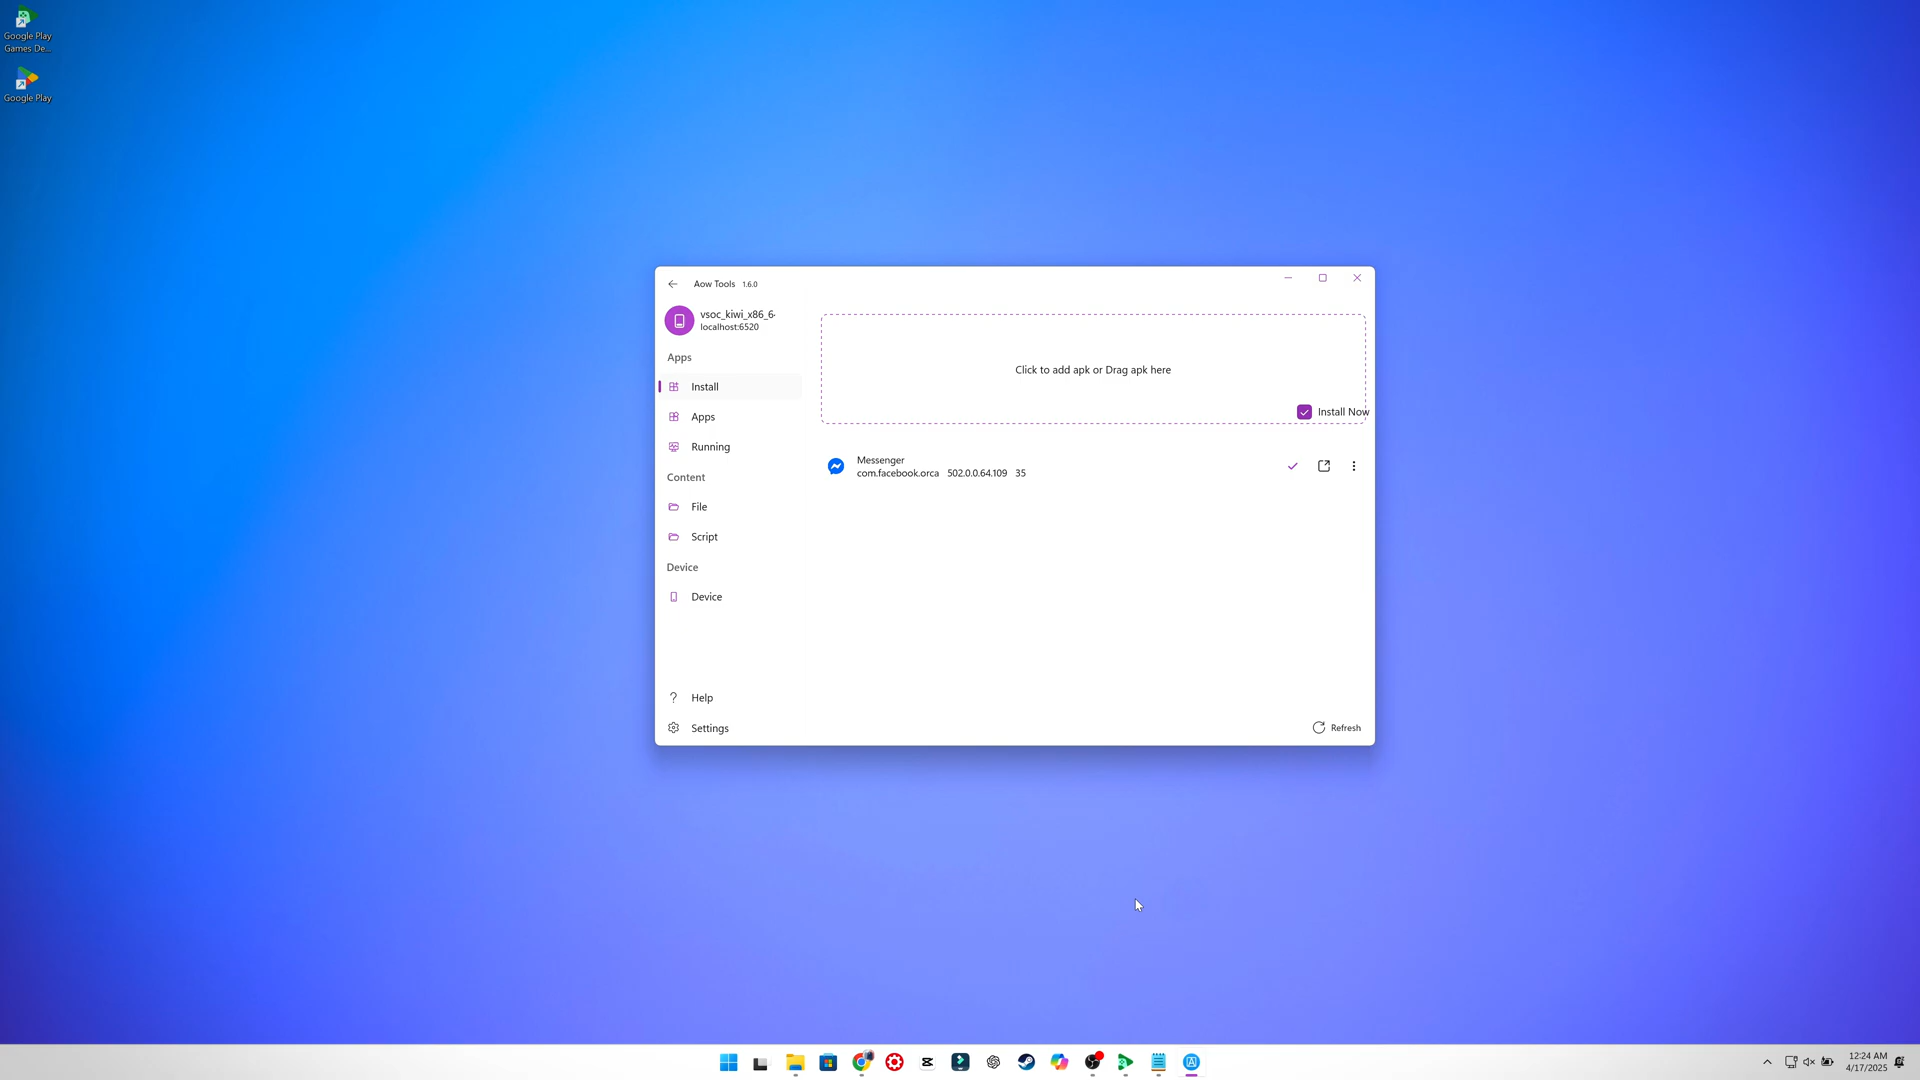 Google Play
Games De...
Google Play
Aow Tools 1.6.0
vsoc_kiwi_x86_6
localhost:6520
Apps
Install
Apps
Running
Content
File
Script
Device
Device
Help
Settings
Click to add apk or Drag apk here
Install Now
Messenger
com.facebook.orca 502.0.0.64.109 35
Refresh
12:24 AM
4/17/2025